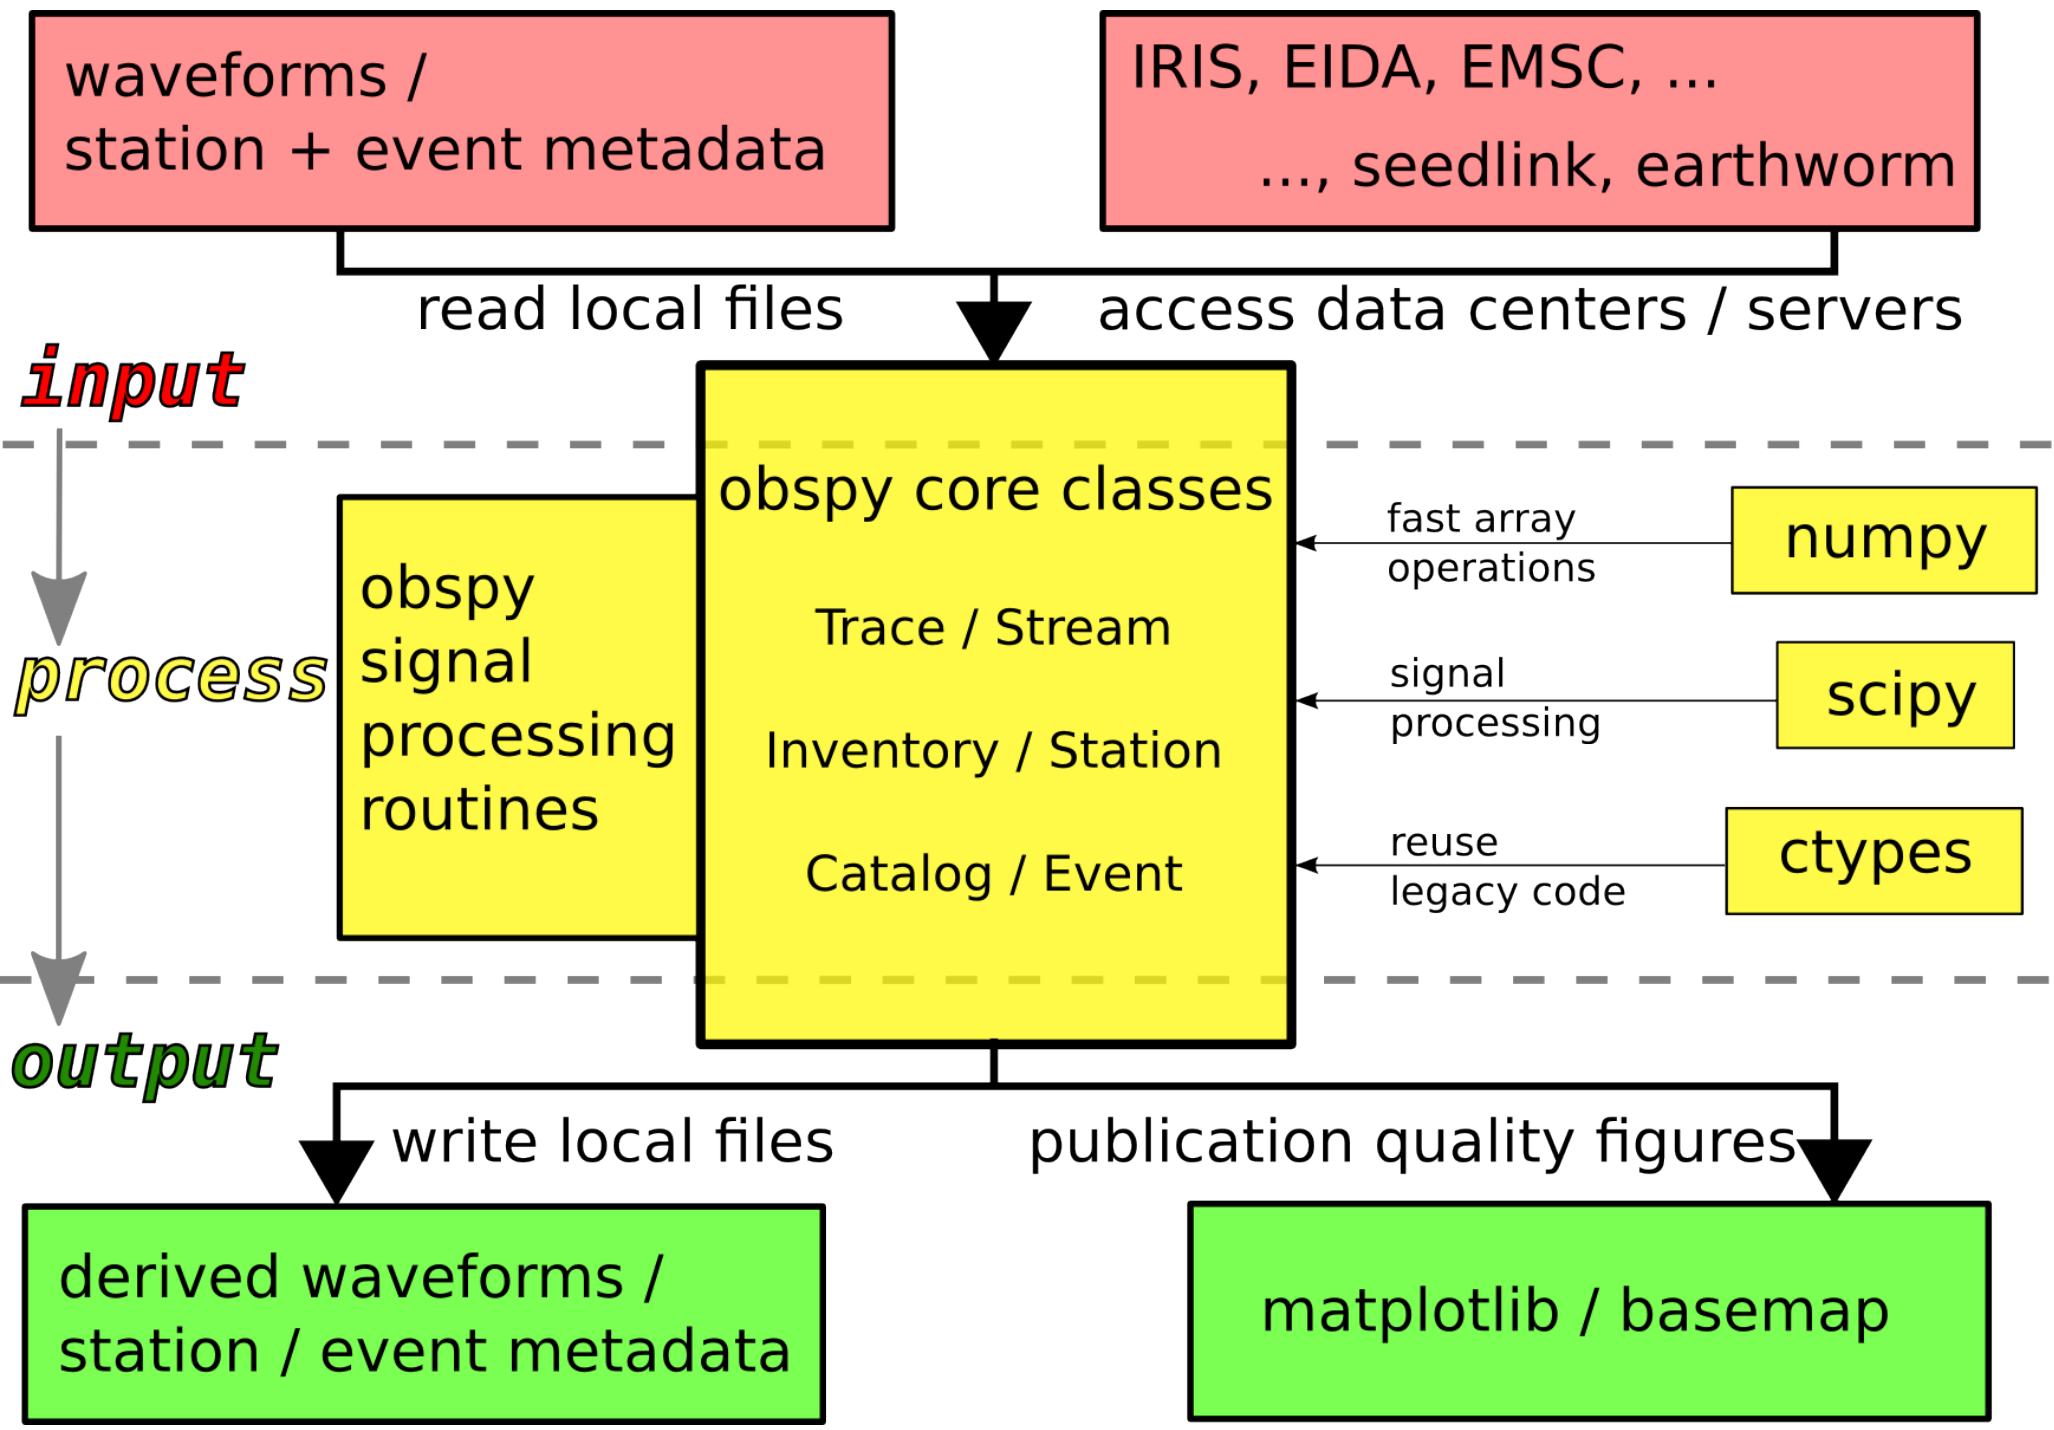 waveforms /
station + event metadata
IRIS, EIDA, EMSC, ...
..., seedlink, earthworm
read local files
access data centers / servers
input
obspy core classes
Trace / Stream
Inventory / Station
Catalog / Event
process
obspy
signal
processing
routines
fast array
operations
numpy
signal
processing
scipy
reuse
legacy code
ctypes
output
write local files
publication quality figures
derived waveforms /
station / event metadata
matplotlib / basemap